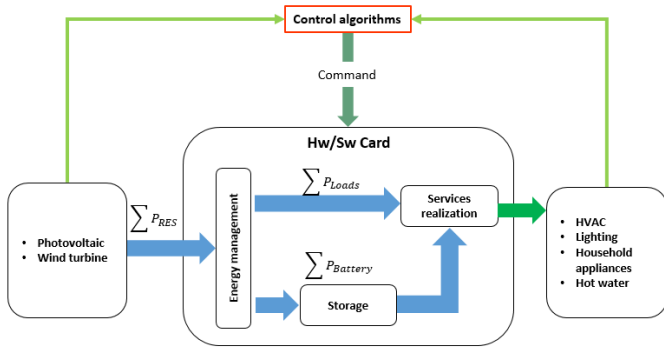 Control algorithms
Command
Hw/Sw Card
∑ P_RES
• Photovoltaic
• Wind turbine
Energy management
∑ P_Loads
Services
realization
∑ P_Battery
Storage
• HVAC
• Lighting
• Household
appliances
• Hot water